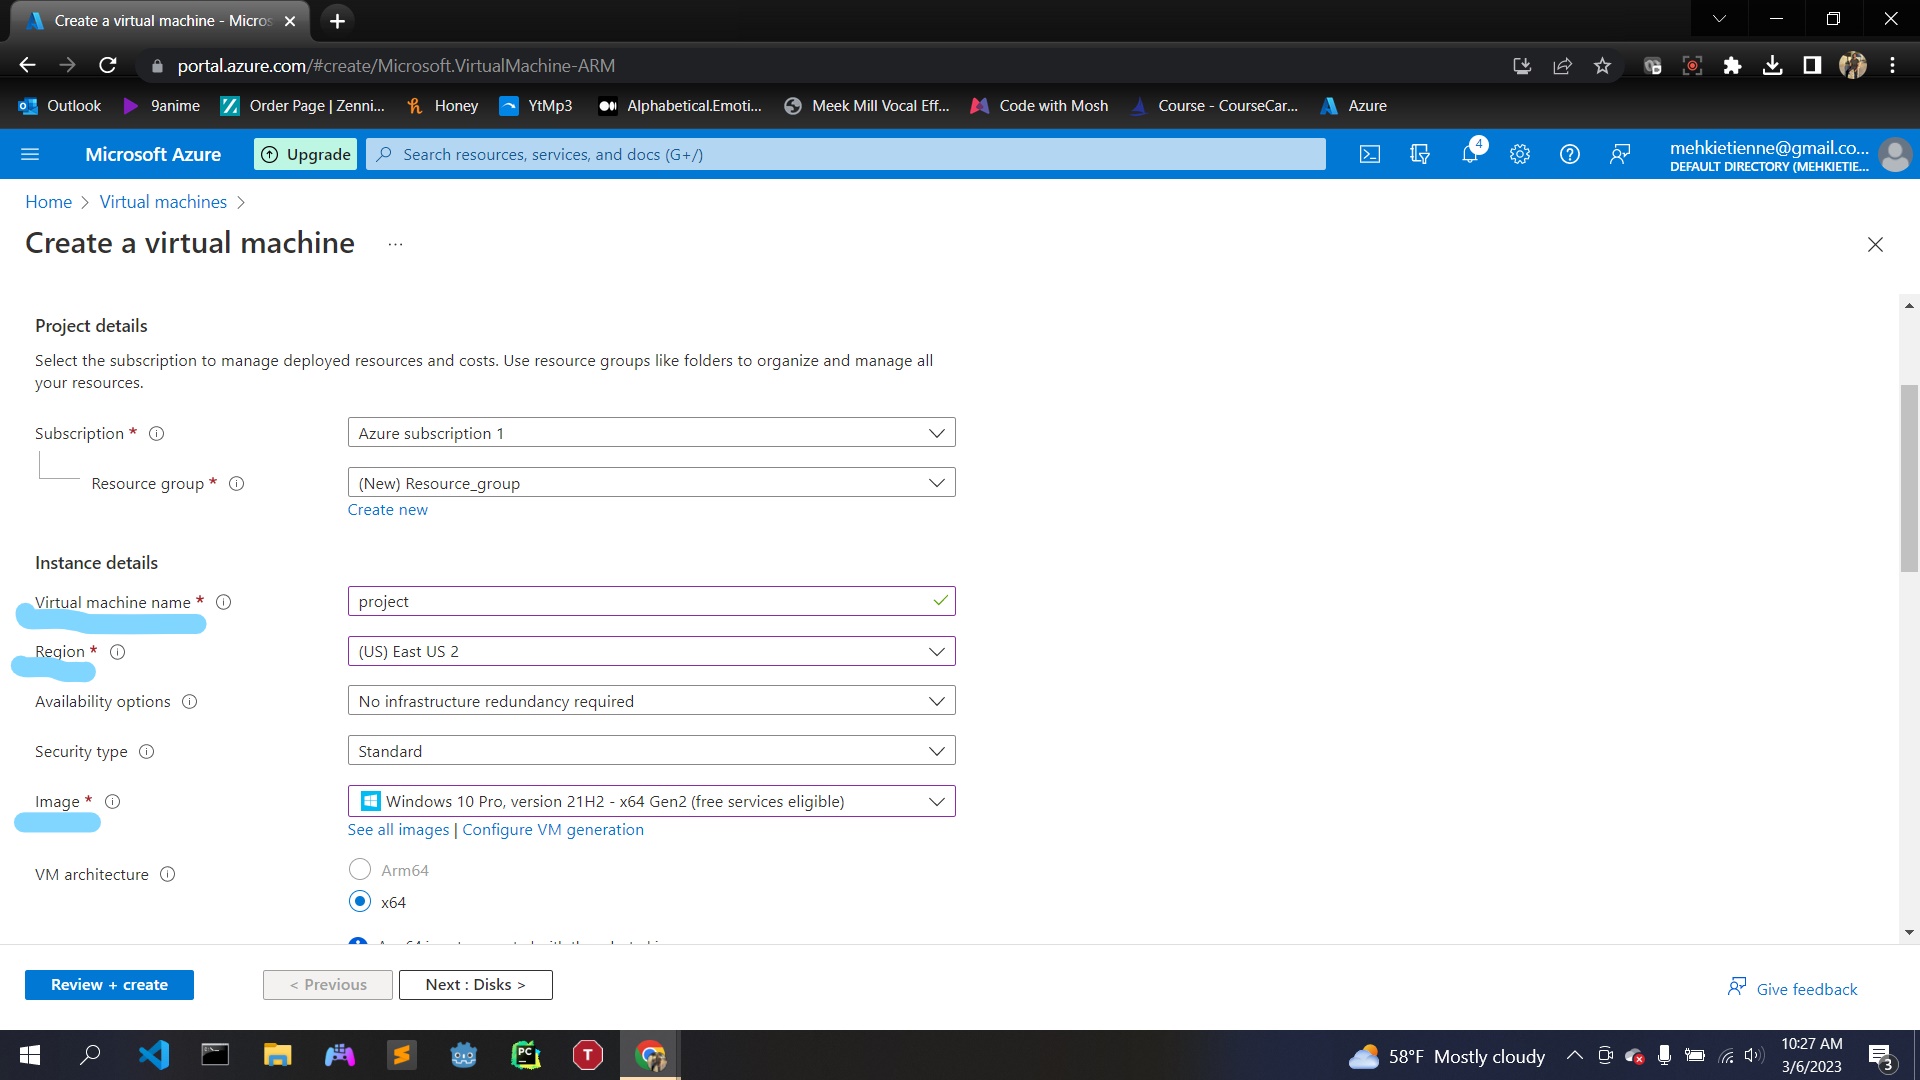 Create a virtual machine - Micros
portal.azure.com/#create/Microsoft.VirtualMachine-ARM
Outlook 9anime Order Page | Zenni... Honey YtMp3 Alphabetical.Emoti... Meek Mill Vocal Eff... Code with Mosh Course - CourseCar... Azure
Microsoft Azure Upgrade Search resources, services, and docs (G+/) 4 mehkietienne@gmail.co...
DEFAULT DIRECTORY (MEHKIETIE...
Home > Virtual machines >
Create a virtual machine ...
Project details
Select the subscription to manage deployed resources and costs. Use resource groups like folders to organize and manage all
your resources.
Subscription * Azure subscription 1
Resource group * (New) Resource_group
Create new
Instance details
Virtual machine name * project
Region * (US) East US 2
Availability options No infrastructure redundancy required
Security type Standard
Image * Windows 10 Pro, version 21H2 - x64 Gen2 (free services eligible)
See all images | Configure VM generation
VM architecture Arm64
x64
Review + create < Previous Next : Disks > Give feedback
PC T 58°F Mostly cloudy 10:27 AM
3/6/2023 3